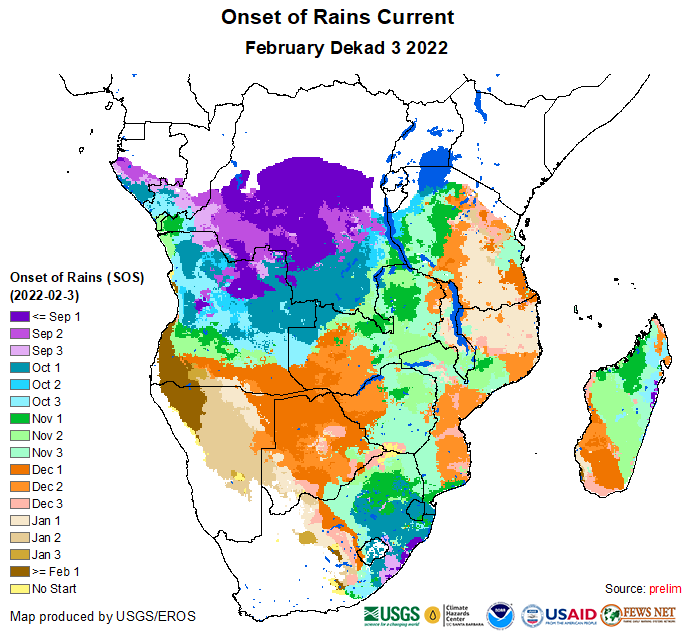 Onset of Rains Current
February Dekad 3 2022
Onset of Rains (SOS)
(2022-02-3)
<= Sep 1
Sep 2
Sep 3
Oct 1
Oct 2
Oct 3
Nov 1
Nov 2
Nov 3
Dec 1
Dec 2
Dec 3
Jan 1
Jan 2
Jan 3
>= Feb 1
No Start
Source: prelim
Map produced by USGS/EROS
USGS
science for a changing world
Climate
Hazards
Center
UC SANTA BARBARA
NOAA
USAID
FROM THE AMERICAN PEOPLE
FEWS NET